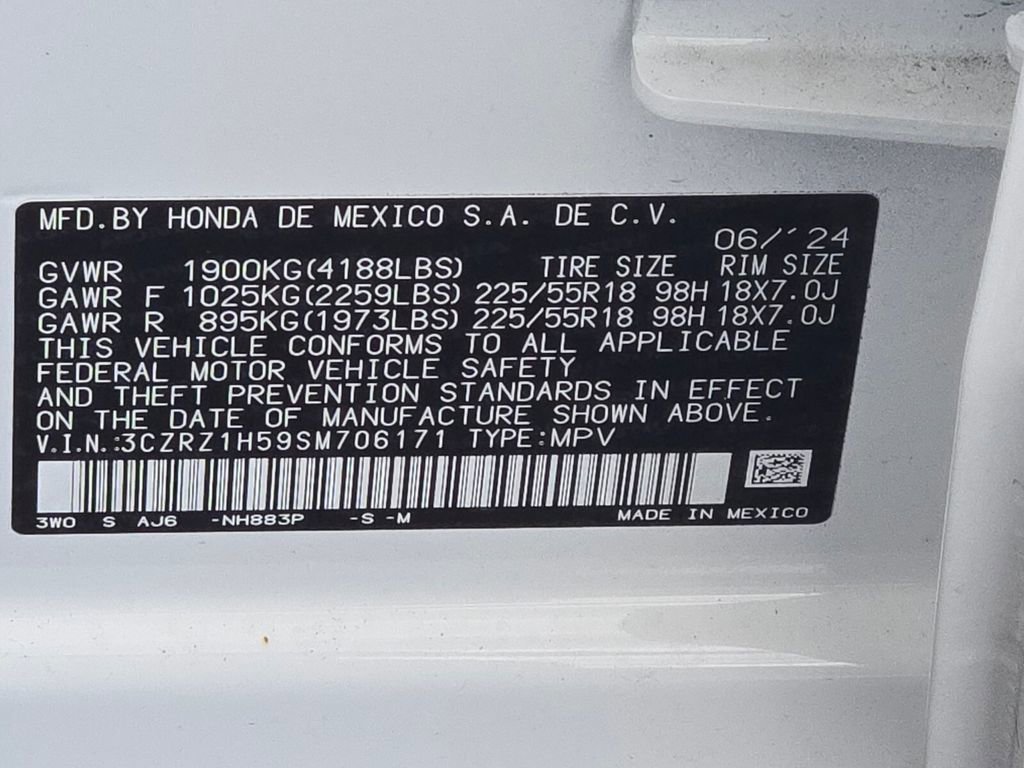 MFD.BY HONDA DE MEXICO S.A. DE C.V.
06/'24
GVWR 1900KG(4188LBS) TIRE SIZE RIM SIZE
GAWR F 1025KG(2259LBS) 225/55R18 98H 18X7.0J
GAWR R 895KG(1973LBS) 225/55R18 98H 18X7.0J
THIS VEHICLE CONFORMS TO ALL APPLICABLE
FEDERAL MOTOR VEHICLE SAFETY
AND THEFT PREVENTION STANDARDS IN EFFECT
ON THE DATE OF MANUFACTURE SHOWN ABOVE.
V.I.N.:3CZRZ1H59SM706171 TYPE:MPV
3W0 S AJ6 -NH883P -S -M MADE IN MEXICO